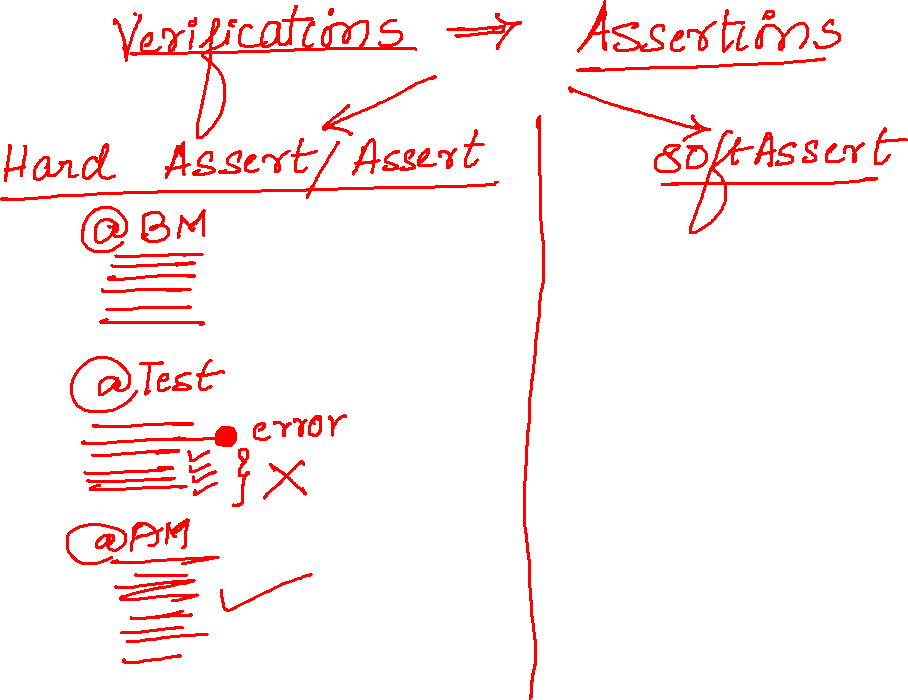 Verifications ⇒ Assertions
Hard Assert/Assert
SoftAssert
@BM
@Test
error
@AM